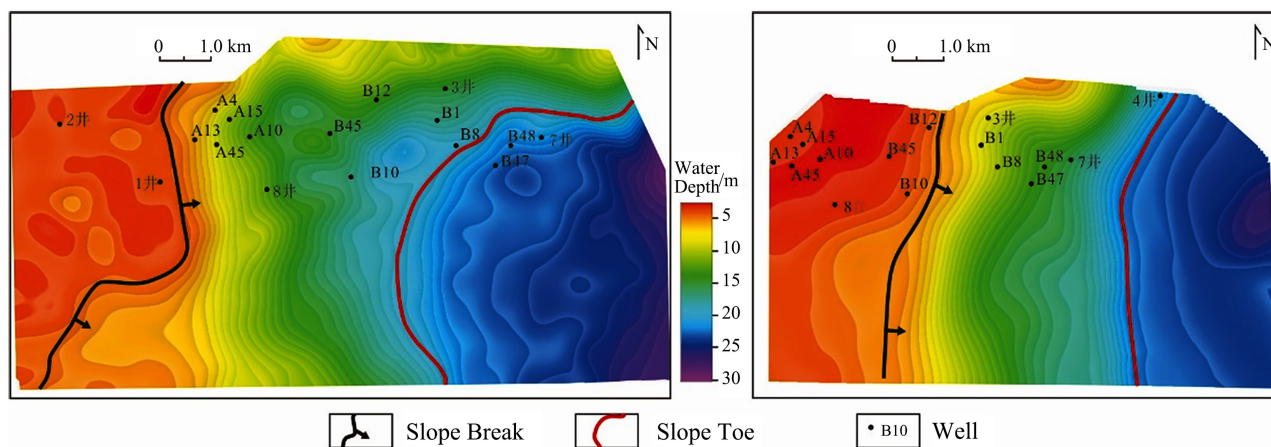 0 1.0 km
N
2井
A4
A15
A13
A10
A45
1井
8井
B45
B12
3井
B1
B8
B10
B48
7井
B47
Water
Depth/m
5
10
15
20
25
30
0 1.0 km
N
4井
A4
A15
A13
A10
A45
B12
B45
B10
3井
B1
B8
B48
7井
B47
8井
Slope Break
Slope Toe
B10
Well